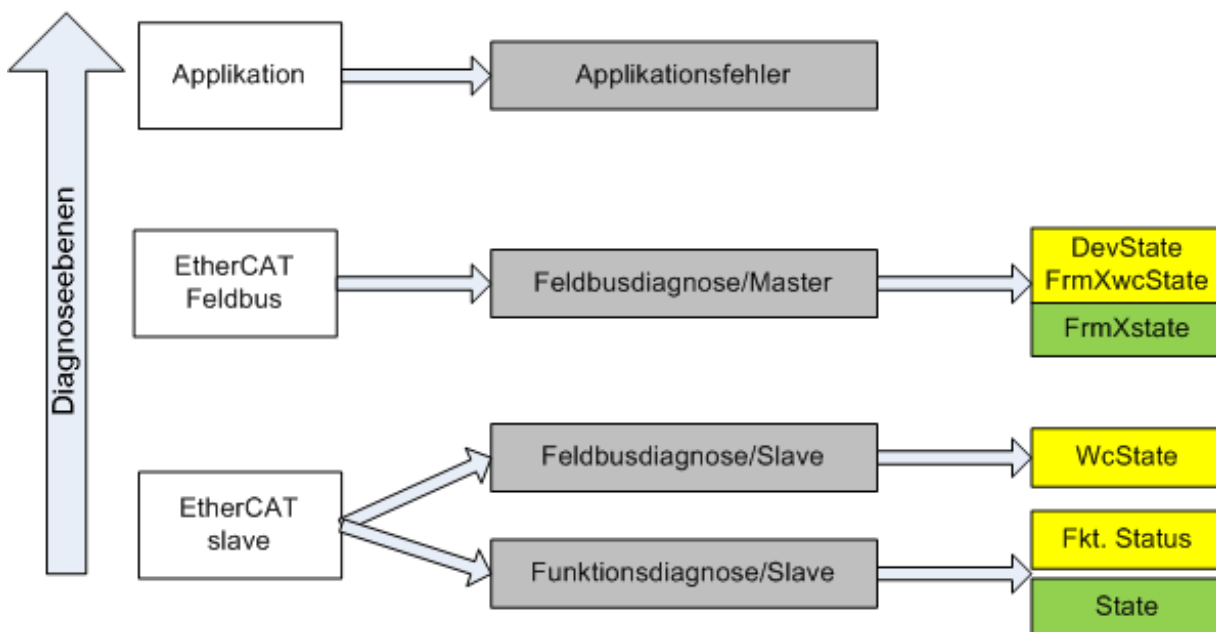 Diagnoseebenen
Applikation
Applikationsfehler
EtherCAT
Feldbus
Feldbusdiagnose/Master
DevState
FrmXwcState
FrmXstate
EtherCAT
slave
Feldbusdiagnose/Slave
WcState
Funktionsdiagnose/Slave
Fkt. Status
State